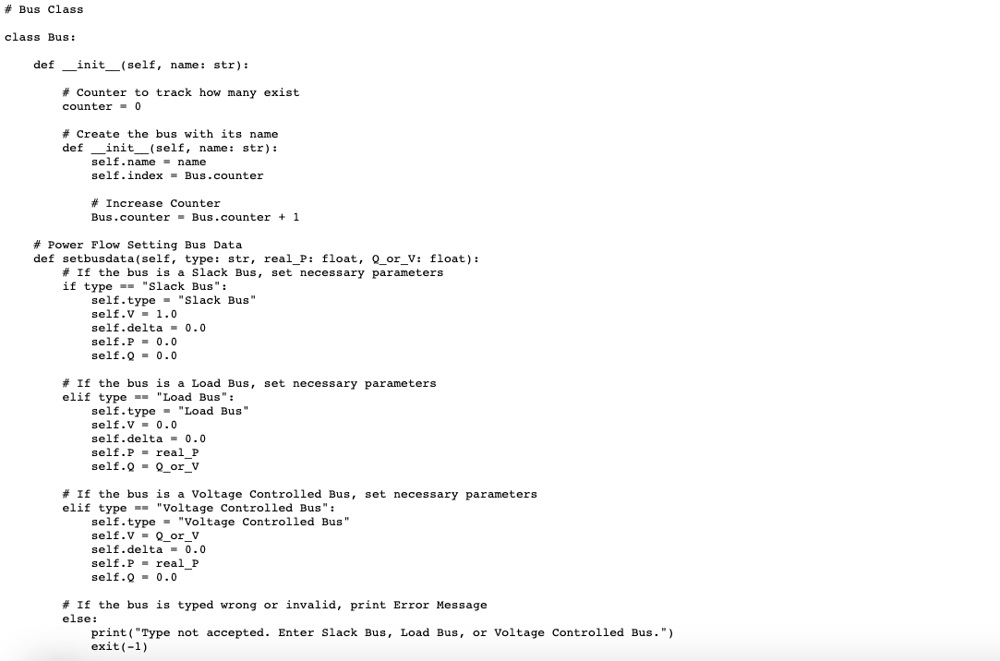 # Bus Class
class Bus:
    def __init__(self, name: str):
        # Counter to track how many exist
        counter = 0
        # Create the bus with its name
        def __init__(self, name: str):
            self.name = name
            self.index = Bus.counter
            # Increase Counter
            Bus.counter = Bus.counter + 1
    # Power Flow Setting Bus Data
    def setbusdata(self, type: str, real_P: float, Q_or_V: float):
        # If the bus is a Slack Bus, set necessary parameters
        if type == "Slack Bus":
            self.type = "Slack Bus"
            self.V = 1.0
            self.delta = 0.0
            self.P = 0.0
            self.Q = 0.0
        # If the bus is a Load Bus, set necessary parameters
        elif type == "Load Bus":
            self.type = "Load Bus"
            self.V = 0.0
            self.delta = 0.0
            self.P = real_P
            self.Q = Q_or_V
        # If the bus is a Voltage Controlled Bus, set necessary parameters
        elif type == "Voltage Controlled Bus":
            self.type = "Voltage Controlled Bus"
            self.V = Q_or_V
            self.delta = 0.0
            self.P = real_P
            self.Q = 0.0
        # If the bus is typed wrong or invalid, print Error Message
        else:
            print("Type not accepted. Enter Slack Bus, Load Bus, or Voltage Controlled Bus.")
            exit(-1)